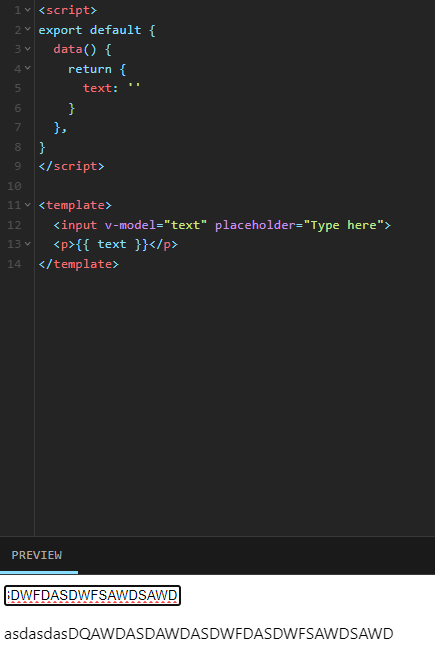 1 <script>
2 export default {
3   data() {
4     return {
5       text: ''
6     }
7   },
8 }
9 </script>
10
11 <template>
12   <input v-model="text" placeholder="Type here">
13   <p>{{ text }}</p>
14 </template>
PREVIEW
DWFDASDWFSAWDSAWD
asdasdasDQAWDASDAWDASDWFDASDWFSAWDSAWD